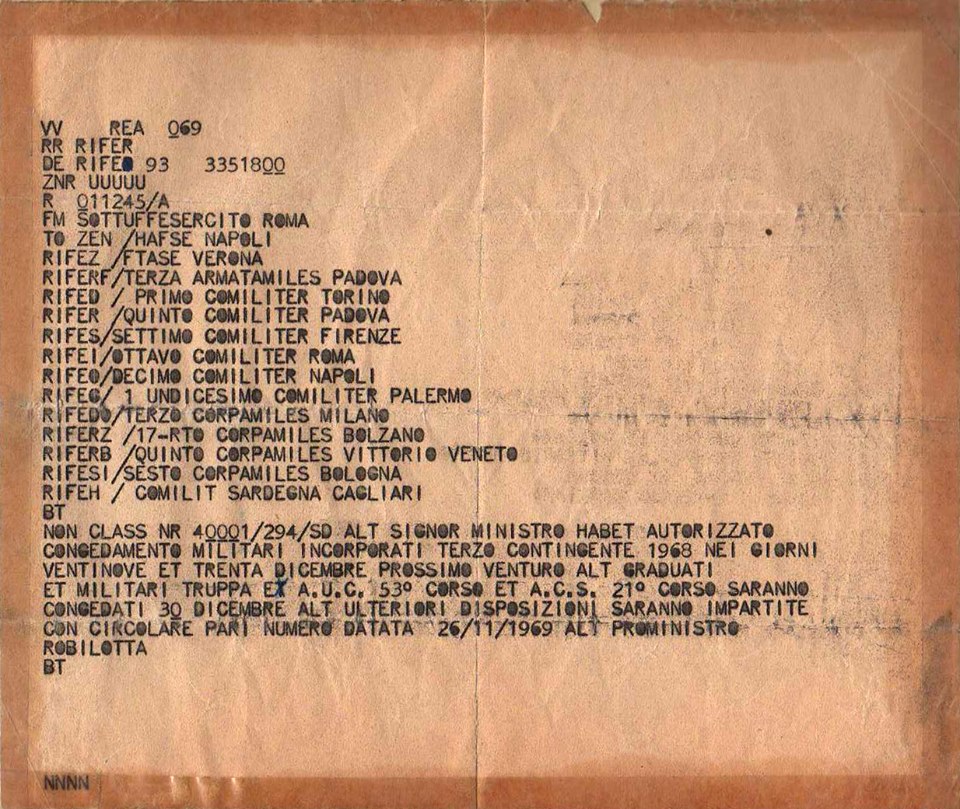 VV REA 069
RR RIFER
DE RIFEO 93 3351800
ZNR UUUUU
R 011245/A
FM SOTTUFFESERCITO ROMA
TO ZEN /HAFSE NAPOLI
RIFEZ /FTASE VERONA
RIFERF/TERZA ARMATAMILES PADOVA
RIFED / PRIMO COMILITER TORINO
RIFER /QUINTO COMILITER PADOVA
RIFES/SETTIMO COMILITER FIRENZE
RIFEI/OTTAVO COMILITER ROMA
RIFEO/DECIMO COMILITER NAPOLI
RIFEG/ 1 UNDICESIMO COMILITER PALERMO
RIFEDO/TERZO CORPAMILES MILANO
RIFERZ /17-RTO CORPAMILES BOLZANO
RIFERB /QUINTO CORPAMILES VITTORIO VENETO
RIFESI/SESTO CORPAMILES BOLOGNA
RIFEH / COMILIT SARDEGNA CAGLIARI
BT
NON CLASS NR 40001/294/SD ALT SIGNOR MINISTRO HABET AUTORIZZATO
CONGEDAMENTO MILITARI INCORPORATI TERZO CONTINGENTE 1968 NEI GIORNI
VENTINOVE ET TRENTA DICEMBRE PROSSIMO VENTURO ALT GRADUATI
ET MILITARI TRUPPA EX A.U.C. 53° CORSO ET A.C.S. 21° CORSO SARANNO
CONGEDATI 30 DICEMBRE ALT ULTERIORI DISPOSIZIONI SARANNO IMPARTITE
CON CIRCOLARE PARI NUMERO DATATA 26/11/1969 ALT PROMINISTRO
ROBILOTTA
BT
NNNN